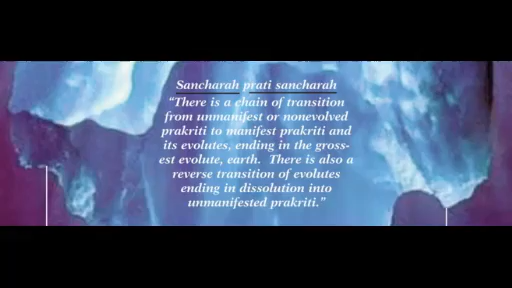 Sancharah prati sancharah
“There is a chain of transition
from unmanifest or nonevolved
prakriti to manifest prakriti and
its evolutes, ending in the gross-
est evolute, earth. There is also a
reverse transition of evolutes
ending in dissolution into
unmanifested prakriti.”